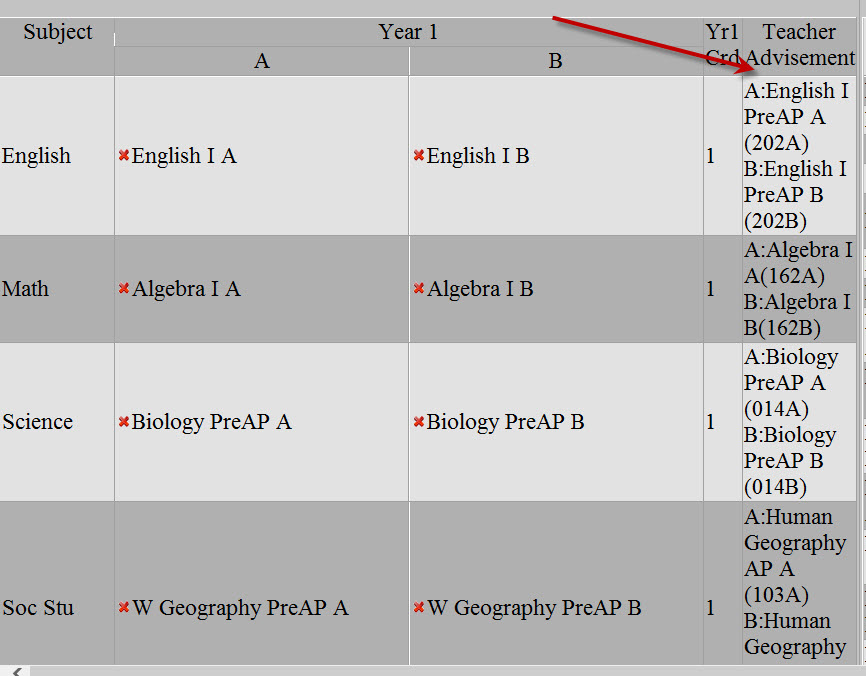 Subject
Year 1
Yr1
Crd
Teacher
Advisement
A
B
English
English I A
English I B
1
A:English I
PreAP A
(202A)
B:English I
PreAP B
(202B)
Math
Algebra I A
Algebra I B
1
A:Algebra I
A(162A)
B:Algebra I
B(162B)
Science
Biology PreAP A
Biology PreAP B
1
A:Biology
PreAP A
(014A)
B:Biology
PreAP B
(014B)
Soc Stu
W Geography PreAP A
W Geography PreAP B
1
A:Human
Geography
AP A
(103A)
B:Human
Geography